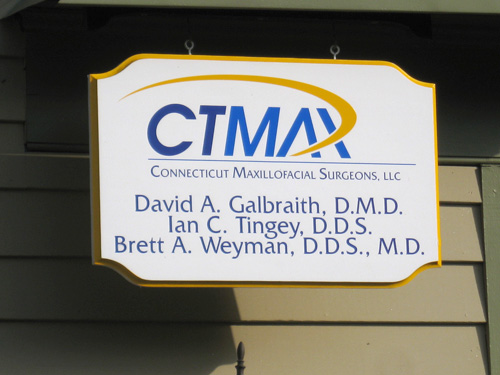 CTMAX
Connecticut Maxillofacial Surgeons, LLC
David A. Galbraith, D.M.D.
Ian C. Tingey, D.D.S.
Brett A. Weyman, D.D.S., M.D.